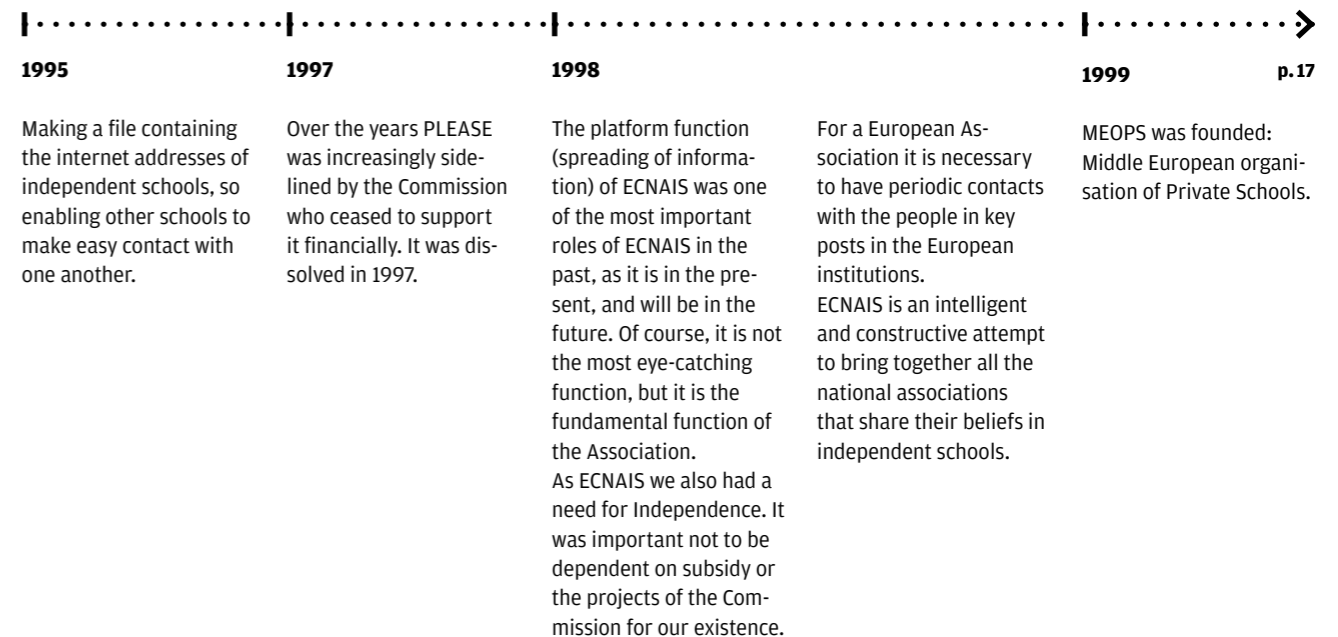 1995
Making a file containing
the internet addresses of
independent schools, so
enabling other schools to
make easy contact with
one another.
1997
Over the years PLEASE
was increasingly side-
lined by the Commission
who ceased to support
it financially. It was dis-
solved in 1997.
1998
The platform function
(spreading of informa-
tion) of ECNAIS was one
of the most important
roles of ECNAIS in the
past, as it is in the pre-
sent, and will be in the
future. Of course, it is not
the most eye-catching
function, but it is the
fundamental function of
the Association.
As ECNAIS we also had a
need for Independence. It
was important not to be
dependent on subsidy or
the projects of the Com-
mission for our existence.
For a European As-
sociation it is necessary
to have periodic contacts
with the people in key
posts in the European
institutions.
ECNAIS is an intelligent
and constructive attempt
to bring together all the
national associations
that share their beliefs in
independent schools.
1999
p. 17
MEOPS was founded:
Middle European organi-
sation of Private Schools.